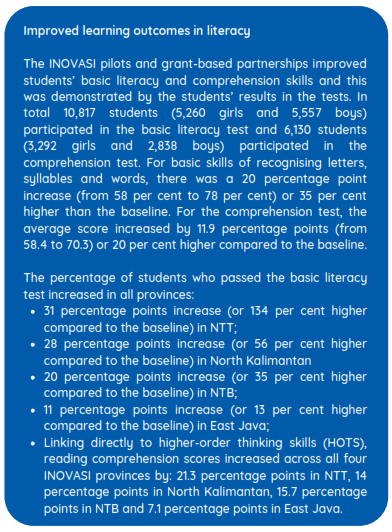 Improved learning outcomes in literacy
The INOVASI pilots and grant-based partnerships improved
students' basic literacy and comprehension skills and this
was demonstrated by the students' results in the tests. In
total 10,817 students (5,260 girls and 5,557 boys)
participated in the basic literacy test and 6,130 students
(3,292 girls and 2,838 boys) participated in the
comprehension test. For basic skills of recognising letters,
syllables and words, there was a 20 percentage point
increase (from 58 per cent to 78 per cent) or 35 per cent
higher than the baseline. For the comprehension test, the
average score increased by 11.9 percentage points (from
58.4 to 70.3) or 20 per cent higher compared to the baseline.
The percentage of students who passed the basic literacy
test increased in all provinces:
• 31 percentage points increase (or 134 per cent higher
compared to the baseline) in NTT;
• 28 percentage points increase (or 56 per cent higher
compared to the baseline) in North Kalimantan
• 20 percentage points increase (or 35 per cent higher
compared to the baseline) in NTB;
• 11 percentage points increase (or 13 per cent higher
compared to the baseline) in East Java;
• Linking directly to higher-order thinking skills (HOTS),
reading comprehension scores increased across all four
INOVASI provinces by: 21.3 percentage points in NTT, 14
percentage points in North Kalimantan, 15.7 percentage
points in NTB and 7.1 percentage points in East Java.